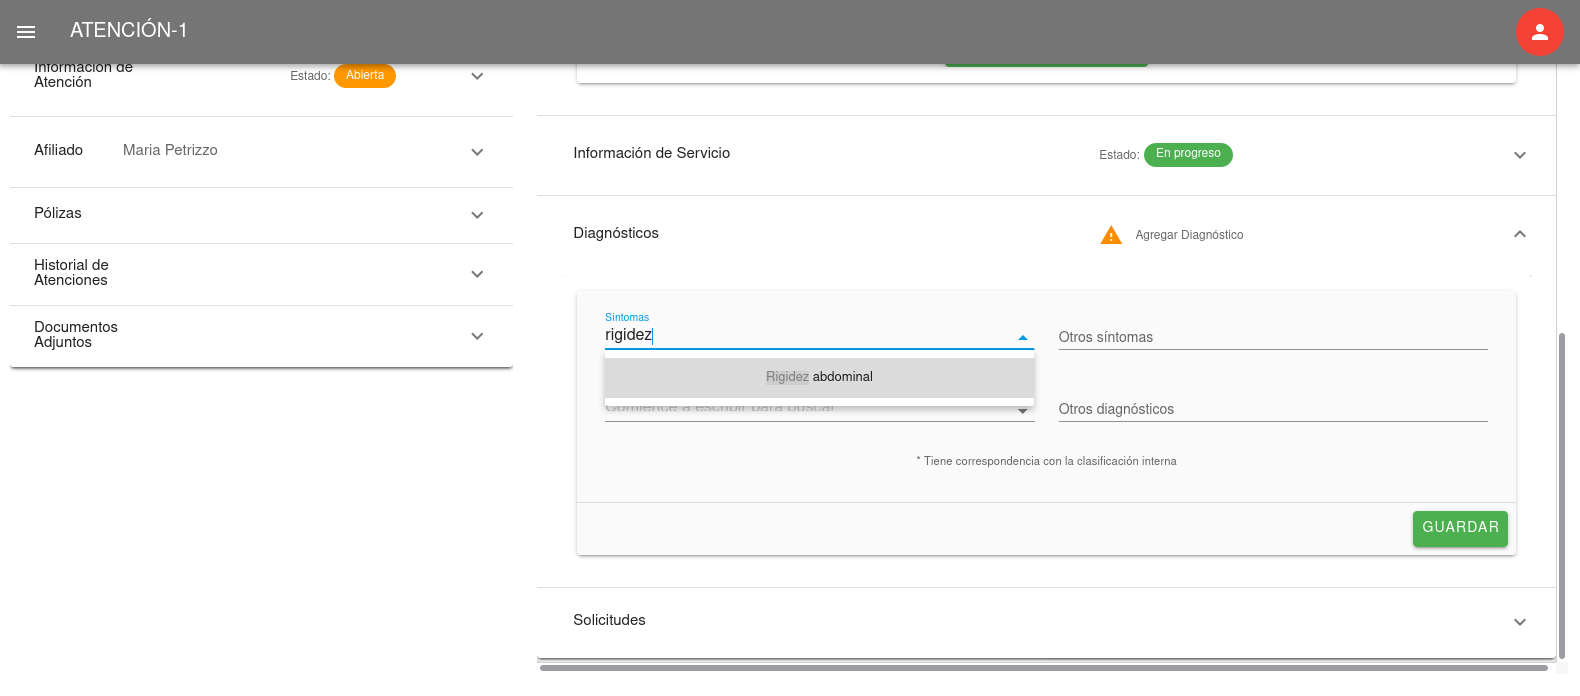 ATENCIÓN-1
Información de
Atención
Estado: Abierta
Afiliado Maria Petrizzo
Pólizas
Historial de
Atenciones
Documentos
Adjuntos
Información de Servicio
Estado: En progreso
Diagnósticos
Agregar Diagnóstico
Síntomas
rigidez
Otros síntomas
Rigidez abdominal
Comience a escribir para buscar
Otros diagnósticos
* Tiene correspondencia con la clasificación interna
GUARDAR
Solicitudes